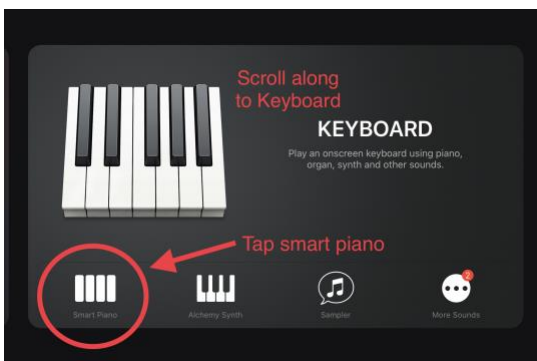 Scroll along
to Keyboard
KEYBOARD
Play an onscreen keyboard using piano,
organ, synth and other sounds.
Tap smart piano
2
Smart Piano
Alchemy Synth
Sampler
More Sounds